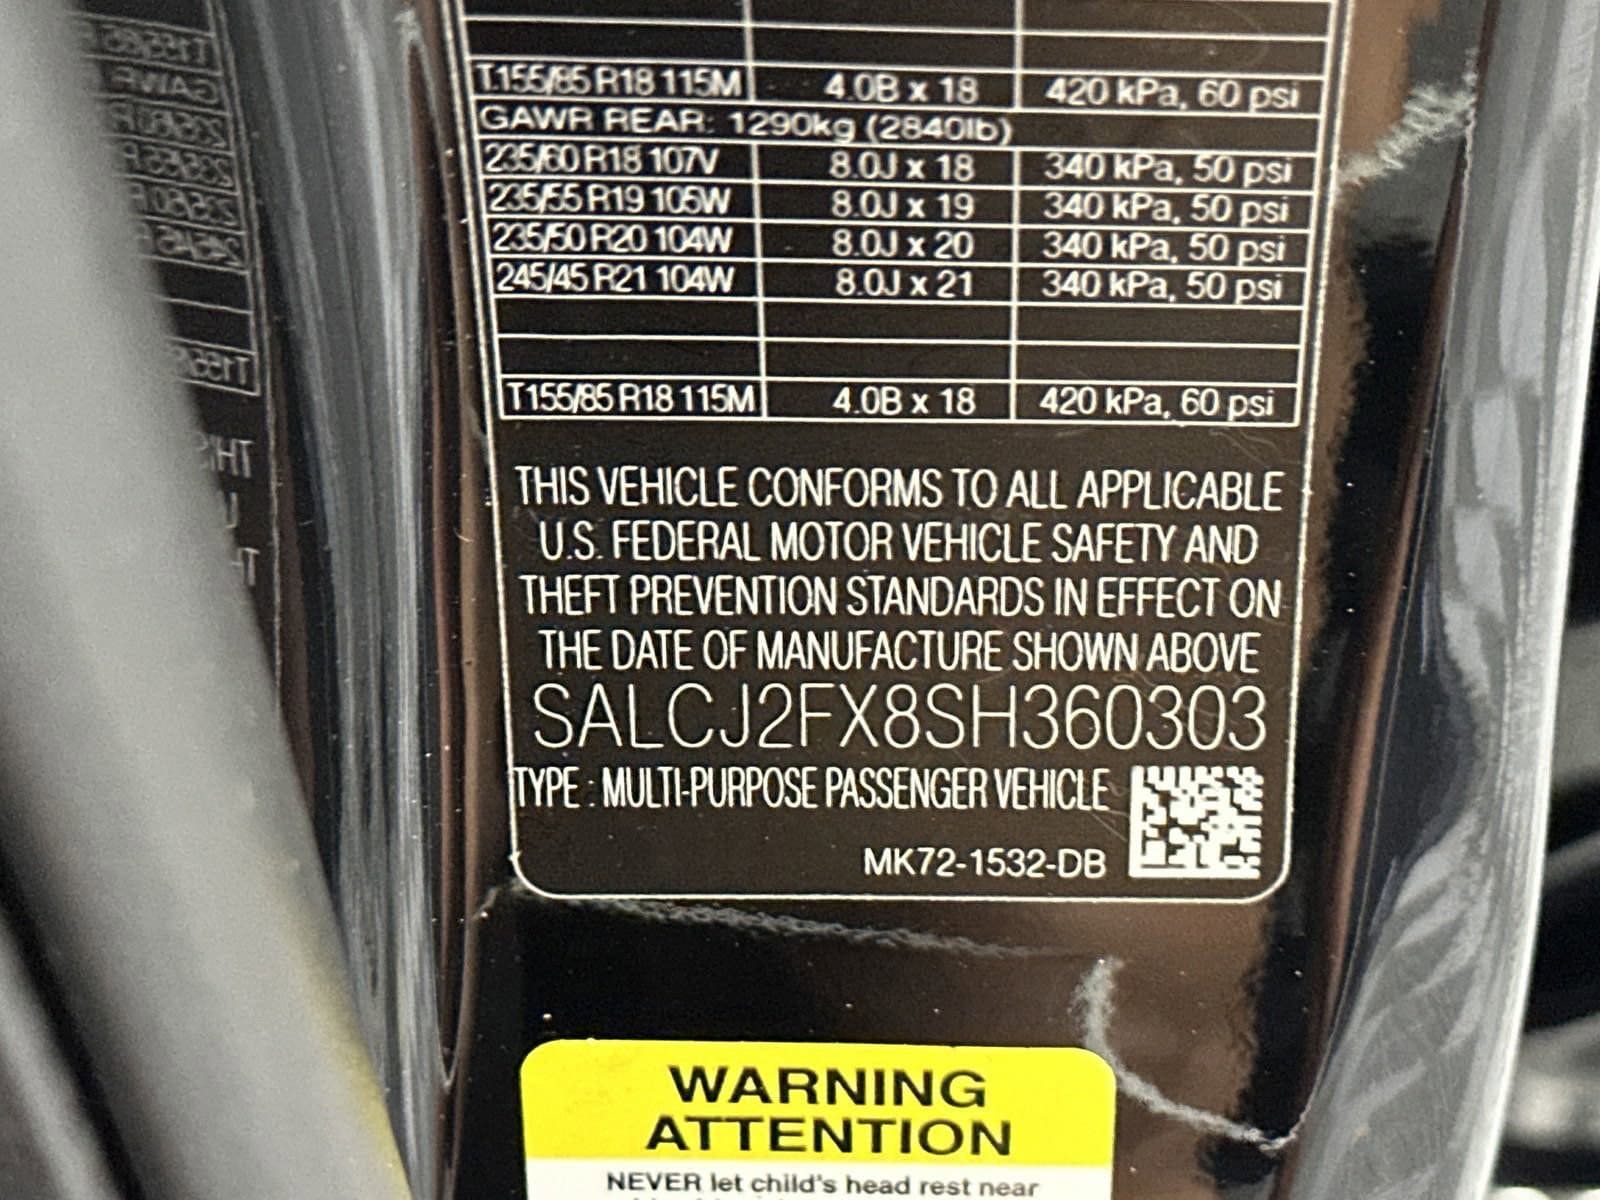 T155/85 R18 115M 4.0B x 18 420 kPa, 60 psi
GAWR REAR: 1290kg (2840lb)
235/60 R18 107V 8.0J x 18 340 kPa, 50 psi
235/55 R19 105W 8.0J x 19 340 kPa, 50 psi
235/50 R20 104W 8.0J x 20 340 kPa, 50 psi
245/45 R21 104W 8.0J x 21 340 kPa, 50 psi
T155/85 R18 115M 4.0B x 18 420 kPa, 60 psi
THIS VEHICLE CONFORMS TO ALL APPLICABLE
U.S. FEDERAL MOTOR VEHICLE SAFETY AND
THEFT PREVENTION STANDARDS IN EFFECT ON
THE DATE OF MANUFACTURE SHOWN ABOVE
SALCJ2FX8SH360303
TYPE : MULTI-PURPOSE PASSENGER VEHICLE
MK72-1532-DB
WARNING
ATTENTION
NEVER let child's head rest near